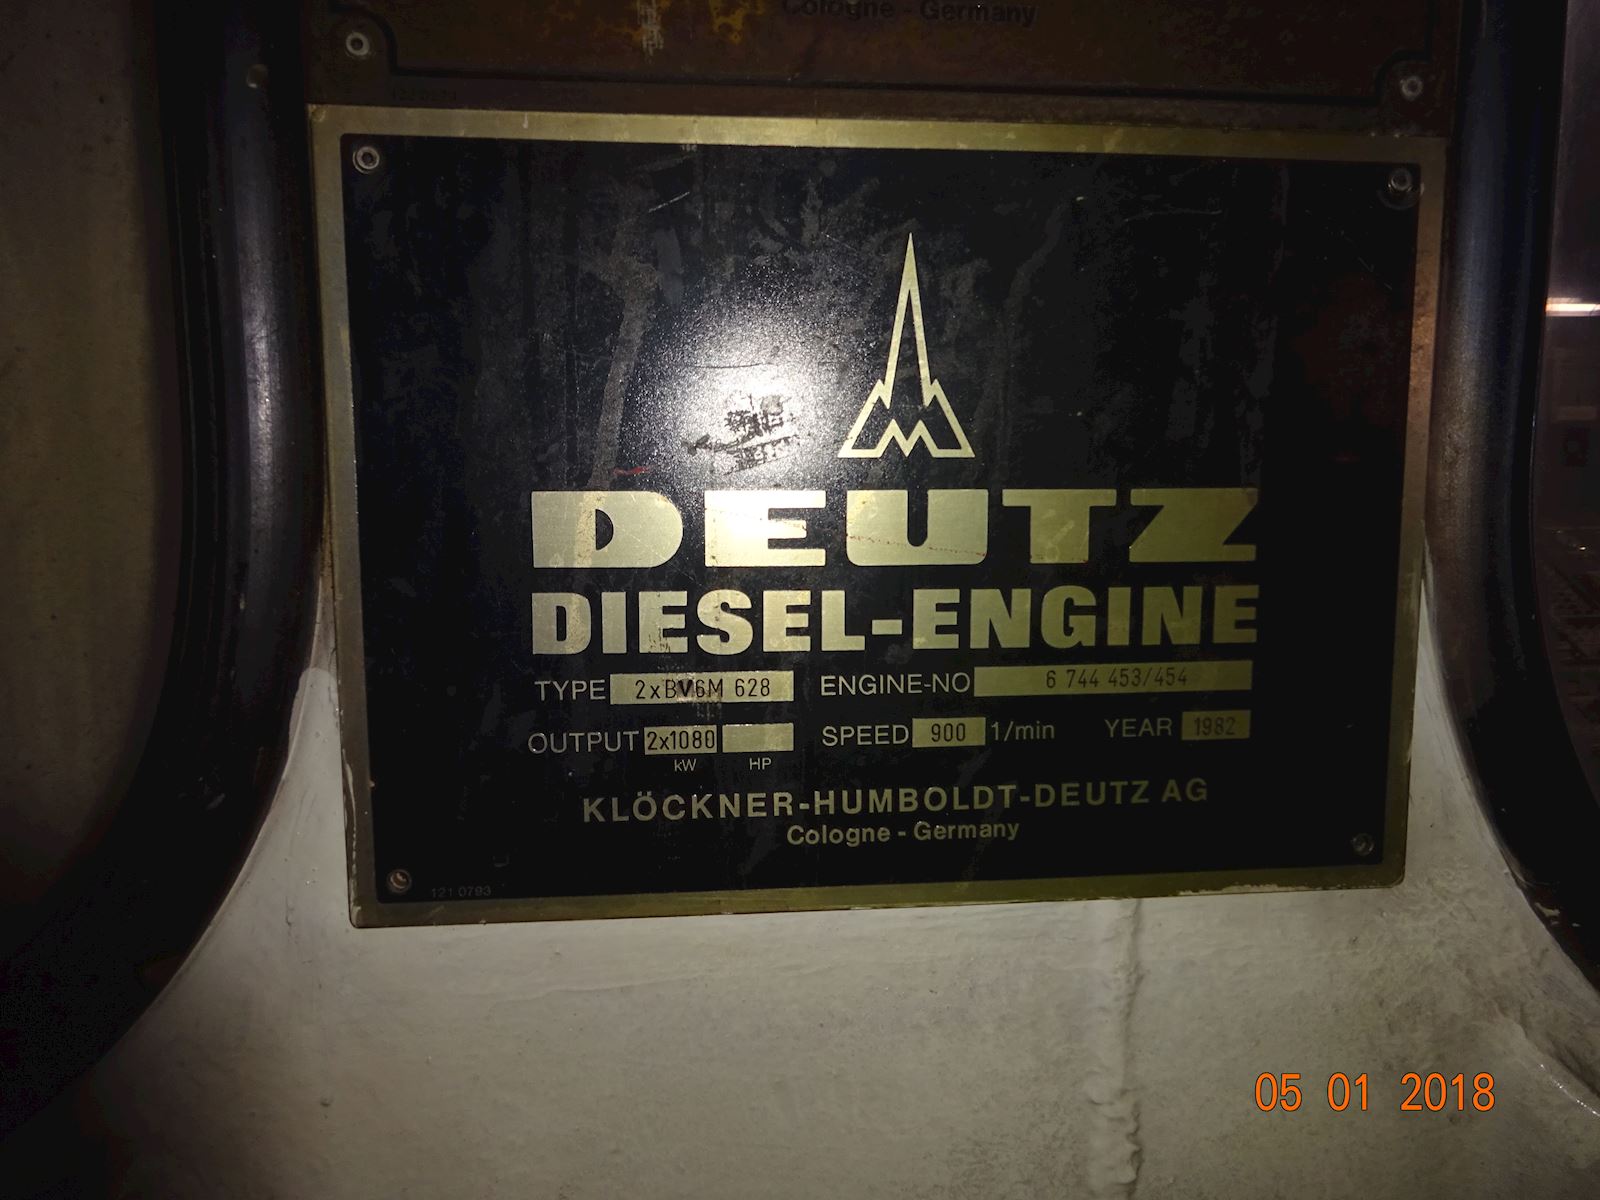 Cologne - Germany
DEUTZ
DIESEL-ENGINE
TYPE 2xBV6M 628 ENGINE-NO 6 744 453/454
OUTPUT 2x1080 SPEED 900 1/min YEAR 1982
kW HP
KLÖCKNER-HUMBOLDT-DEUTZ AG
Cologne - Germany
121 0793
05 01 2018